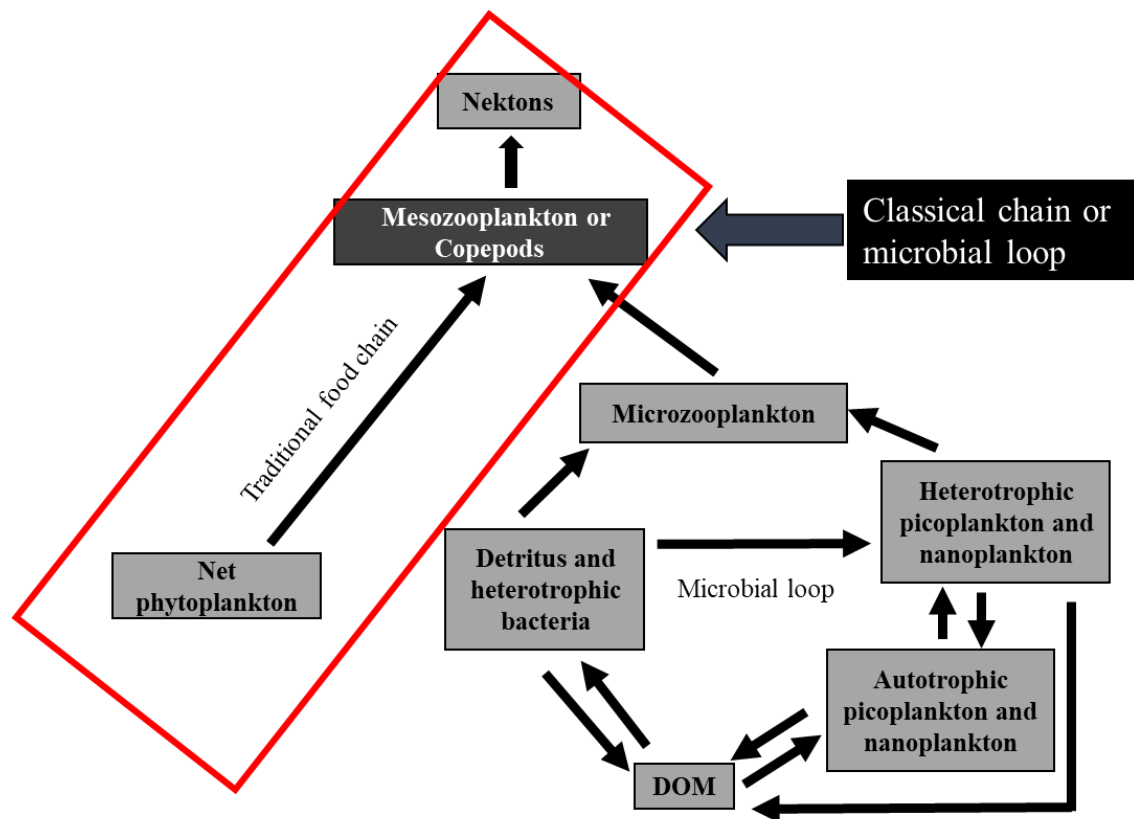 Nektons
Mesozooplankton or
Copepods
Classical chain or
microbial loop
Traditional food chain
Microzooplankton
Heterotrophic
picoplankton and
nanoplankton
Detritus and
heterotrophic
bacteria
Microbial loop
Net
phytoplankton
Autotrophic
picoplankton and
nanoplankton
DOM